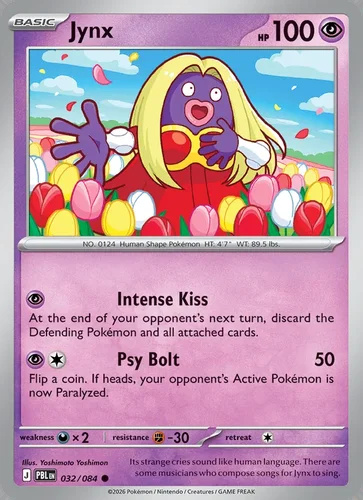 BASIC
Jynx
HP 100
NO. 0124 Human Shape Pokémon HT: 4'7" WT: 89.5 lbs.
Intense Kiss
At the end of your opponent's next turn, discard the
Defending Pokémon and all attached cards.
Psy Bolt 50
Flip a coin. If heads, your opponent's Active Pokémon is
now Paralyzed.
weakness ×2 resistance -30 retreat
Illus. Yoshimoto Yoshimon
J PBL EN 032/084
Its strange cries sound like human language. There are
some musicians who compose songs for Jynx to sing.
©2026 Pokémon / Nintendo / Creatures / GAME FREAK